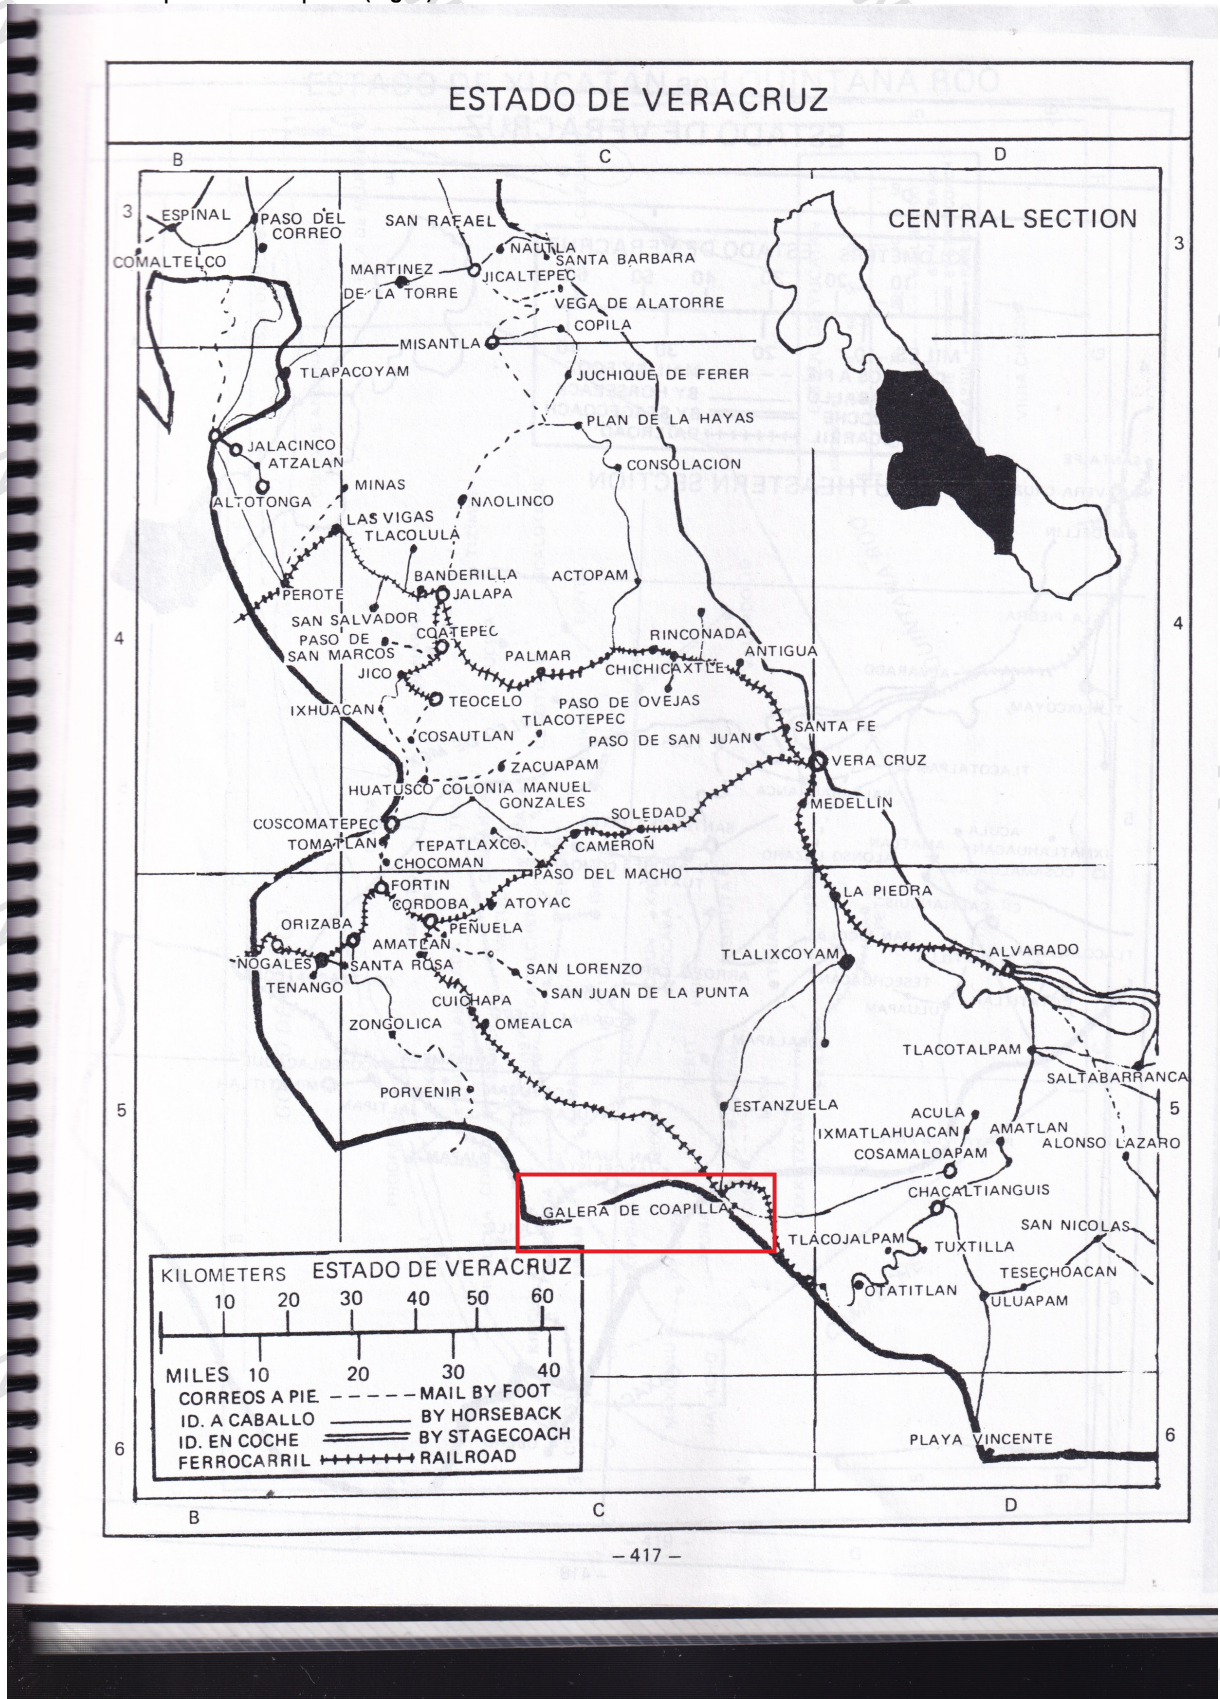 ESTADO DE VERACRUZ
B
C
D
3
ESPINAL
PASO DEL
CORREO
SAN RAFAEL
CENTRAL SECTION
3
COMALTELCO
NAUTLA
SANTA BARBARA
MARTINEZ
DE LA TORRE
JICALTEPEC
VEGA DE ALATORRE
COPILA
MISANTLA
TLAPACOYAM
JUCHIQUE DE FERER
PLAN DE LA HAYAS
JALACINCO
ATZALAN
CONSOLACION
ALTOTONGA
MINAS
NAOLINCO
LAS VIGAS
TLACOLULA
BANDERILLA
ACTOPAM
PEROTE
JALAPA
SAN SALVADOR
4
PASO DE
SAN MARCOS
COATEPEC
RINCONADA
4
PALMAR
CHICHICAXTLE
ANTIGUA
JICO
TEOCELO
PASO DE OVEJAS
IXHUACAN
TLACOTEPEC
COSAUTLAN
PASO DE SAN JUAN
SANTA FE
ZACUAPAM
VERA CRUZ
HUATUSCO
COLONIA MANUEL
GONZALES
MEDELLÍN
COSCOMATEPEC
SOLEDAD
TOMATLAN
TEPATLAXCO
CAMEROÑ
CHOCOMAN
PASO DEL MACHO
FORTIN
LA PIEDRA
CORDOBA
ATOYAC
ORIZABA
PEÑUELA
AMATLAN
TLALIXCOYAM
ALVARADO
NOGALES
SANTA ROSA
SAN LORENZO
TENANGO
SAN JUAN DE LA PUNTA
CUICHAPA
ZONGOLICA
OMEALCA
TLACOTALPAM
SALTABARRANCA
PORVENIR
5
ESTANZUELA
ACULA
5
IXMATLAHUACAN
AMATLAN
COSAMALOAPAM
ALONSO LAZARO
CHACALTIANGUIS
GALERA DE COAPILLA
SAN NICOLAS
TLACOJALPAM
TUXTILLA
TESECHOACAN
OTATITLAN
ULUAPAM
KILOMETERS ESTADO DE VERACRUZ
10 20 30 40 50 60
MILES 10 20 30 40
CORREOS A PIE. - - - - - MAIL BY FOOT
ID. A CABALLO BY HORSEBACK
ID. EN COCHE BY STAGECOACH
FERROCARRIL RAILROAD
6
PLAYA VINCENTE
6
B
C
D
– 417 –